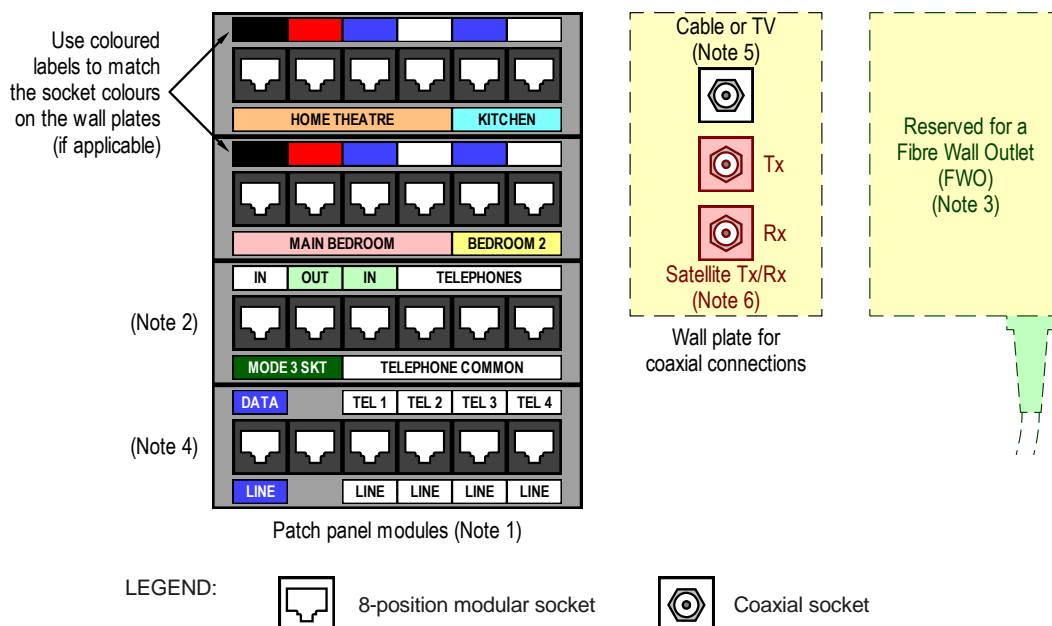 Use coloured
labels to match
the socket colours
on the wall plates
(if applicable)
HOME THEATRE KITCHEN
MAIN BEDROOM BEDROOM 2
IN OUT IN TELEPHONES
(Note 2)
MODE 3 SKT TELEPHONE COMMON
DATA TEL 1 TEL 2 TEL 3 TEL 4
(Note 4)
LINE LINE LINE LINE LINE
Patch panel modules (Note 1)
Cable or TV
(Note 5)
Tx
Rx
Satellite Tx/Rx
(Note 6)
Wall plate for
coaxial connections
Reserved for a
Fibre Wall Outlet
(FWO)
(Note 3)
LEGEND:
8-position modular socket
Coaxial socket